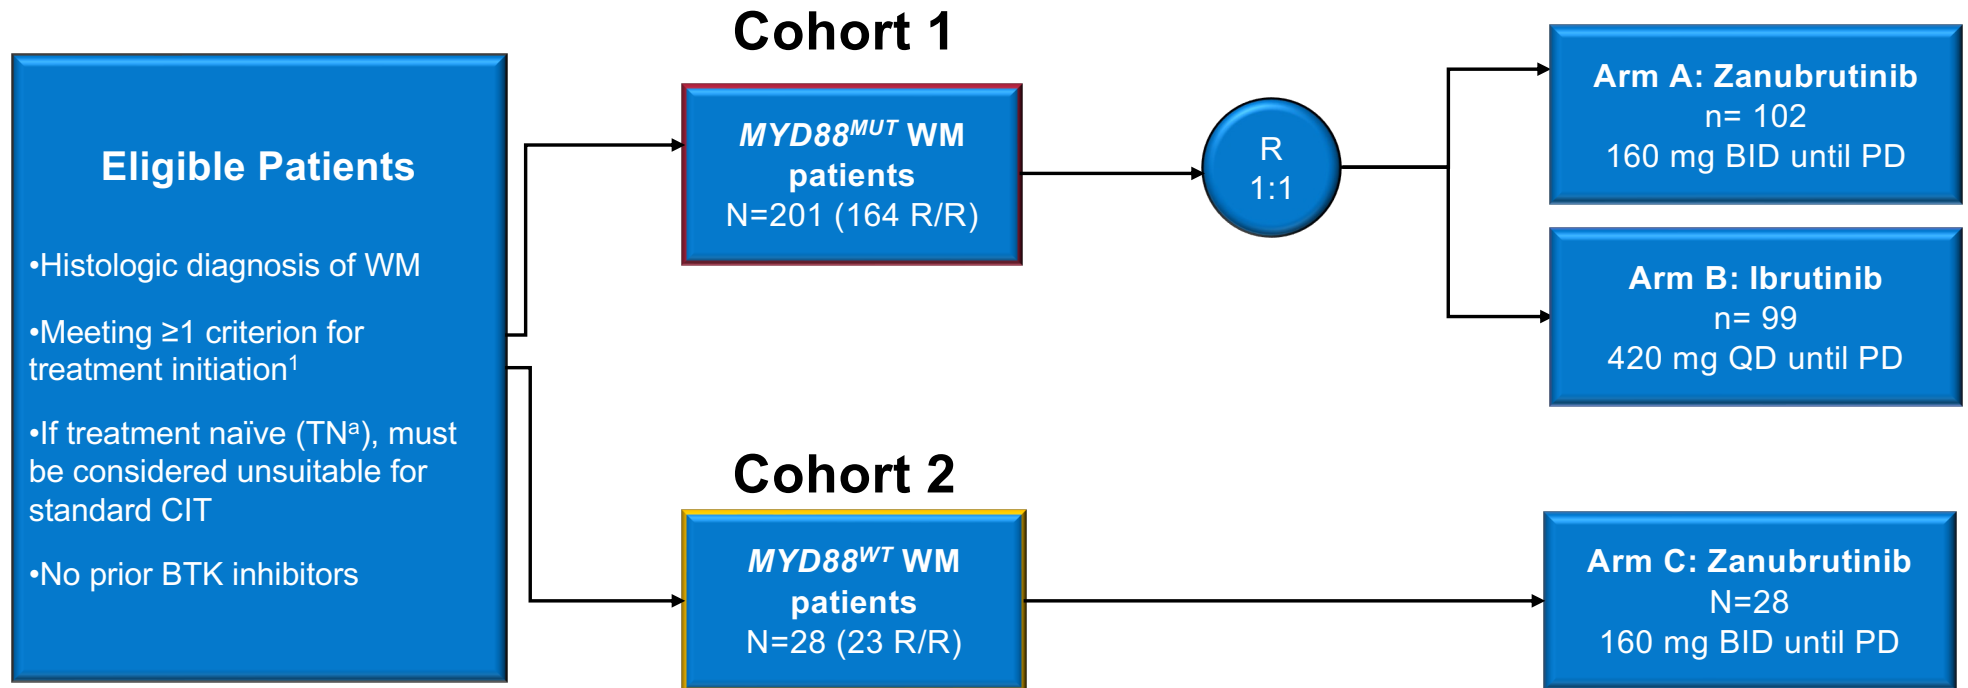 Cohort 1
Eligible Patients
•Histologic diagnosis of WM
•Meeting ≥1 criterion for
treatment initiation¹
•If treatment naïve (TNᵃ), must
be considered unsuitable for
standard CIT
•No prior BTK inhibitors
MYD88ᴹᵁᵀ WM
patients
N=201 (164 R/R)
R
1:1
Arm A: Zanubrutinib
n= 102
160 mg BID until PD
Arm B: Ibrutinib
n= 99
420 mg QD until PD
Cohort 2
MYD88ᵂᵀ WM
patients
N=28 (23 R/R)
Arm C: Zanubrutinib
N=28
160 mg BID until PD